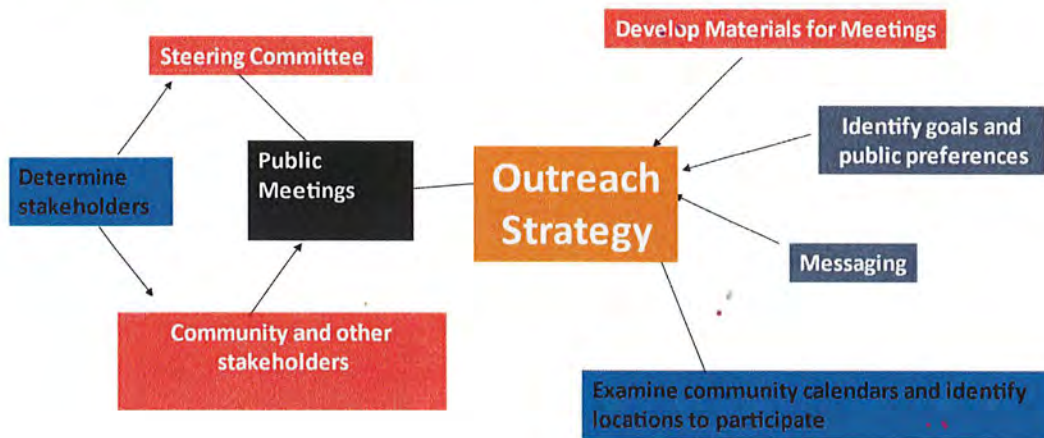 Develop Materials for Meetings
Steering Committee
Identify goals and
public preferences
Public
Meetings
Outreach
Strategy
Determine
stakeholders
Messaging
Community and other
stakeholders
Examine community calendars and identify
locations to participate